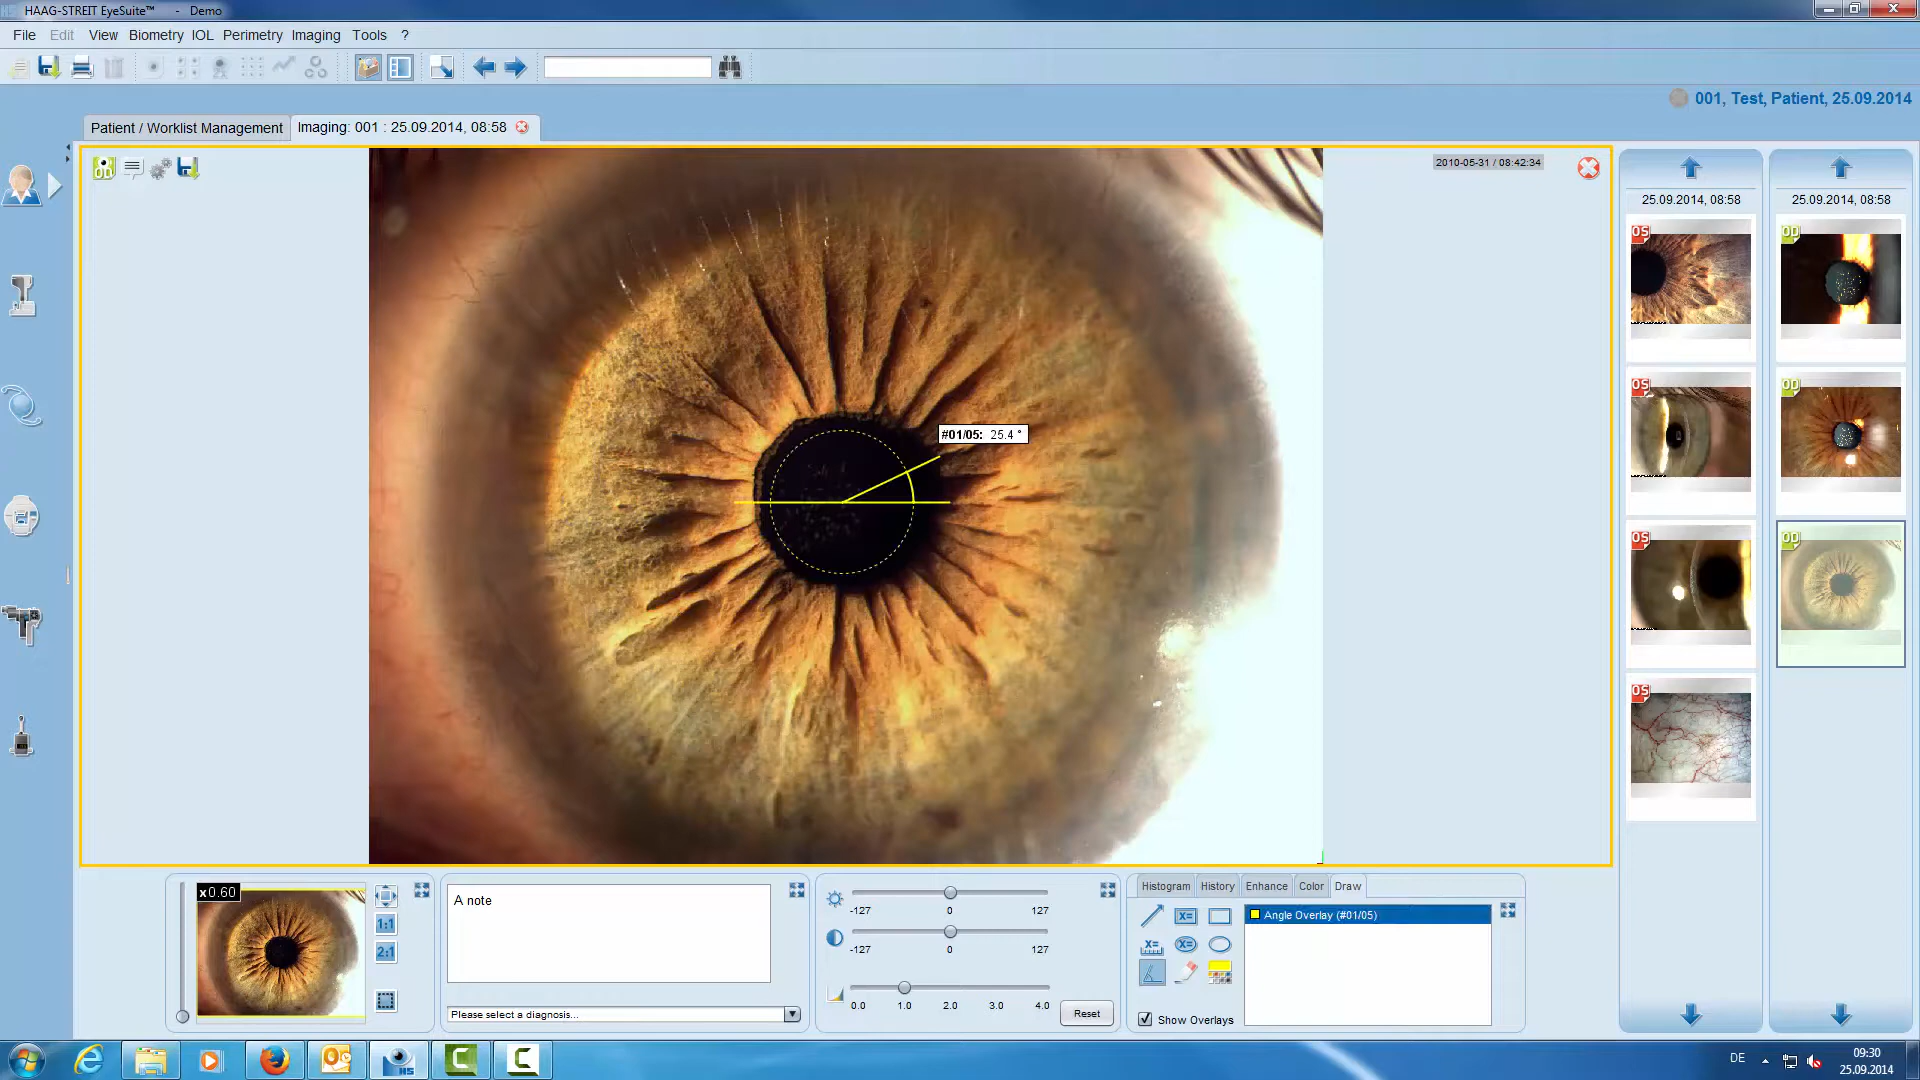 HAAG-STREIT EyeSuite™ - Demo
File Edit View Biometry IOL Perimetry Imaging Tools ?
001, Test, Patient, 25.09.2014
Patient / Worklist Management
Imaging: 001 : 25.09.2014, 08:58
OD
2010-05-31 / 08:42:34
25.09.2014, 08:58
25.09.2014, 08:58
OS
OD
#01/05: 25.4 °
OS
OD
OS
OD
OS
x0.60
1:1
2:1
A note
Please select a diagnosis...
-127 0 127
-127 0 127
0.0 1.0 2.0 3.0 4.0
Reset
Histogram History Enhance Color Draw
X=
X=
X=
Angle Overlay (#01/05)
Show Overlays
HS
DE
09:30
25.09.2014